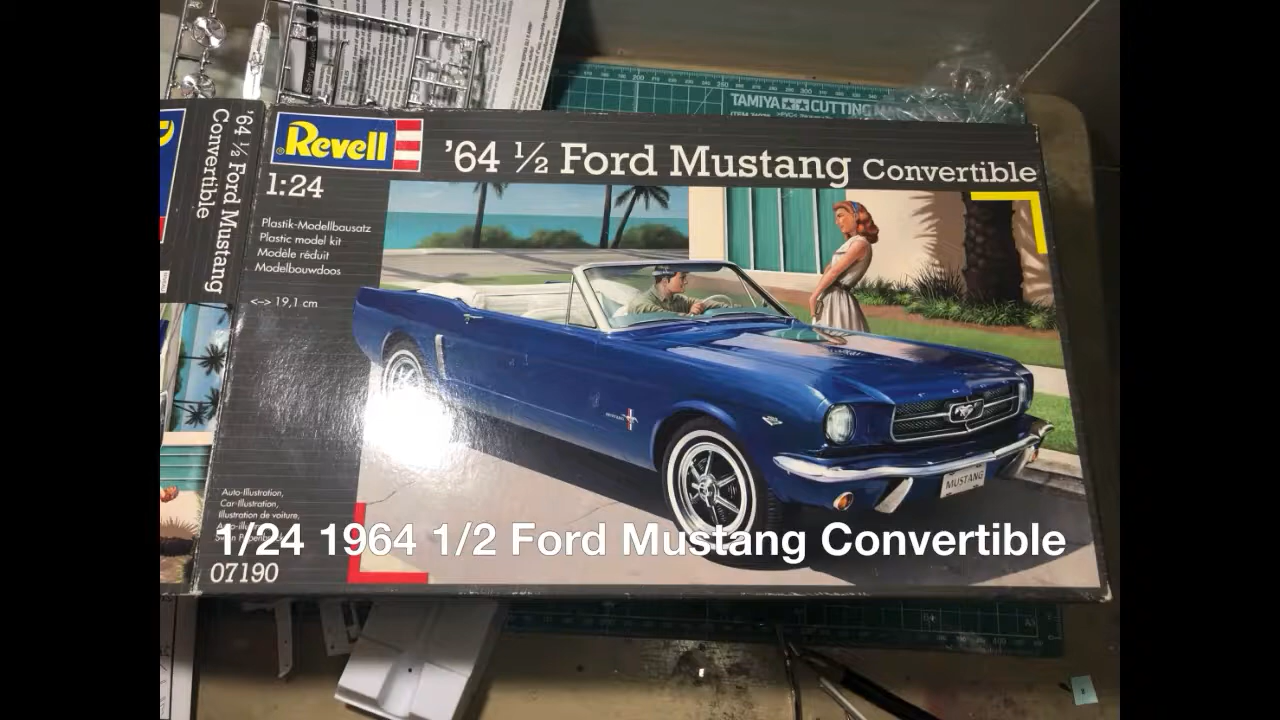 TAMIYA CUTTING
Revell
'64 ½ Ford Mustang Convertible
1:24
Plastik-Modellbausatz
Plastic model kit
Modèle réduit
Modelbouwdoos
<-> 19,1 cm
'64 ½ Ford Mustang
Convertible
FORD
MUSTANG
Auto-Illustration,
Car-Illustration,
Illustration de voiture,
1/24 1964 1/2 Ford Mustang Convertible
07190